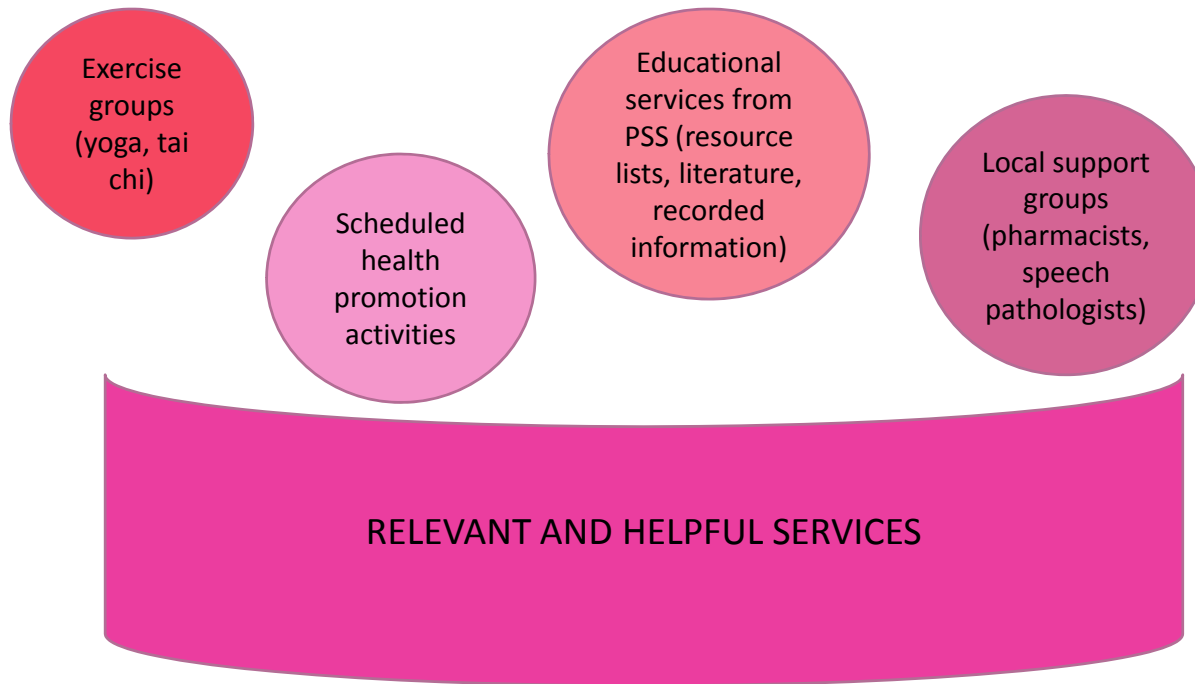 Exercise
groups
(yoga, tai
chi)
Scheduled
health
promotion
activities
Educational
services from
PSS (resource
lists, literature,
recorded
information)
Local support
groups
(pharmacists,
speech
pathologists)
RELEVANT AND HELPFUL SERVICES